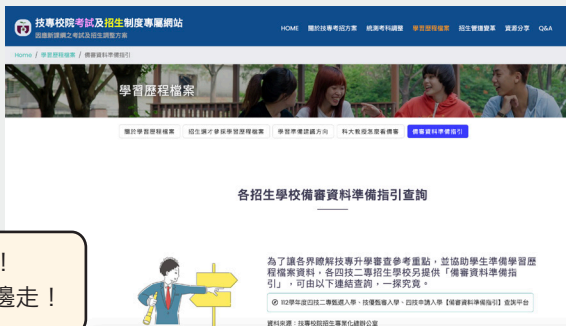 技專校院考試及招生制度專屬網站
因應新課綱之考試及招生調整方案
HOME 關於技專考招方案 統測考科調整 學習歷程檔案 招生管道變革 資源分享 Q&A
Home / 學習歷程檔案 / 備審資料準備指引
學習歷程檔案
關於學習歷程檔案 招生選才參採學習歷程檔案 學習準備建議方向 科大教授怎麼看備審 備審資料準備指引
各招生學校備審資料準備指引查詢
為了讓各界瞭解技專升學審查參考重點,並協助學生準備學習歷
程檔案資料,各四技二專招生學校另提供「備審資料準備指
引」,可由以下連結查詢,一探究竟。
112學年度四技二專甄選入學、技優甄審入學、四技申請入學【備審資料準備指引】查詢平台
資料來源:技專校院招生專業化總辦公室
!
邊走!